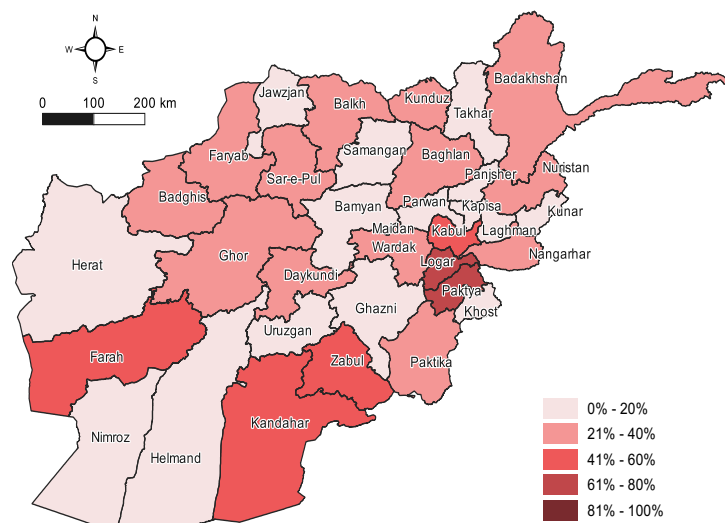 N
W E
S
0 100 200 km
Badakhshan
Jawzjan
Balkh
Kunduz
Takhar
Samangan
Faryab
Baghlan
Nuristan
Sar-e-Pul
Panjsher
Badghis
Bamyan
Parwan
Kapisa
Kunar
Maidan
Wardak
Kabul
Laghman
Ghor
Nangarhar
Herat
Logar
Daykundi
Paktya
Ghazni
Khost
Uruzgan
Farah
Zabul
Paktika
Kandahar
Nimroz
Helmand
0% - 20%
21% - 40%
41% - 60%
61% - 80%
81% - 100%